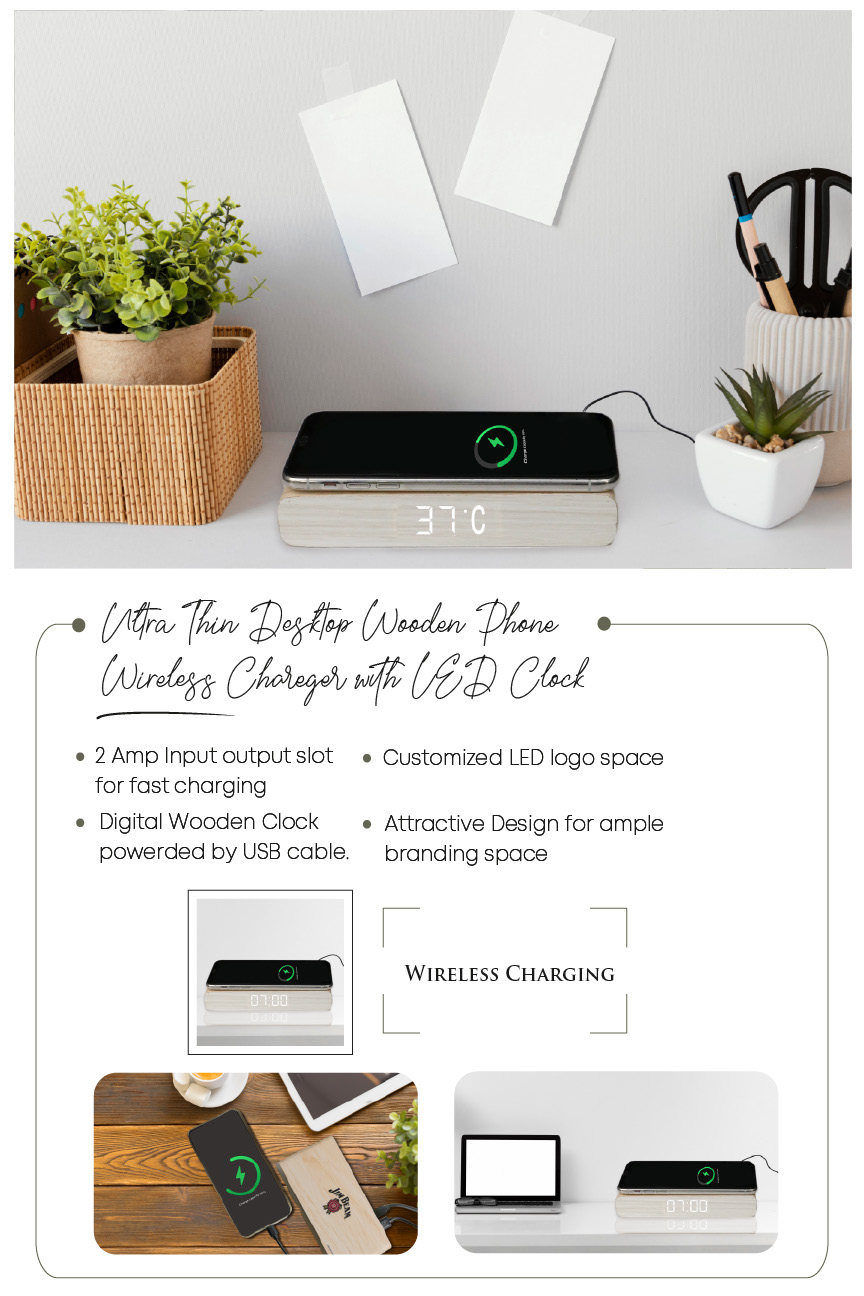 37°C
Ultra Thin Desktop Wooden Phone
Wireless Chareger with LED Clock
2 Amp Input output slot
for fast charging
Customized LED logo space
Digital Wooden Clock
powerded by USB cable.
Attractive Design for ample
branding space
07:00
Wireless Charging
JIM BEAM
07:00